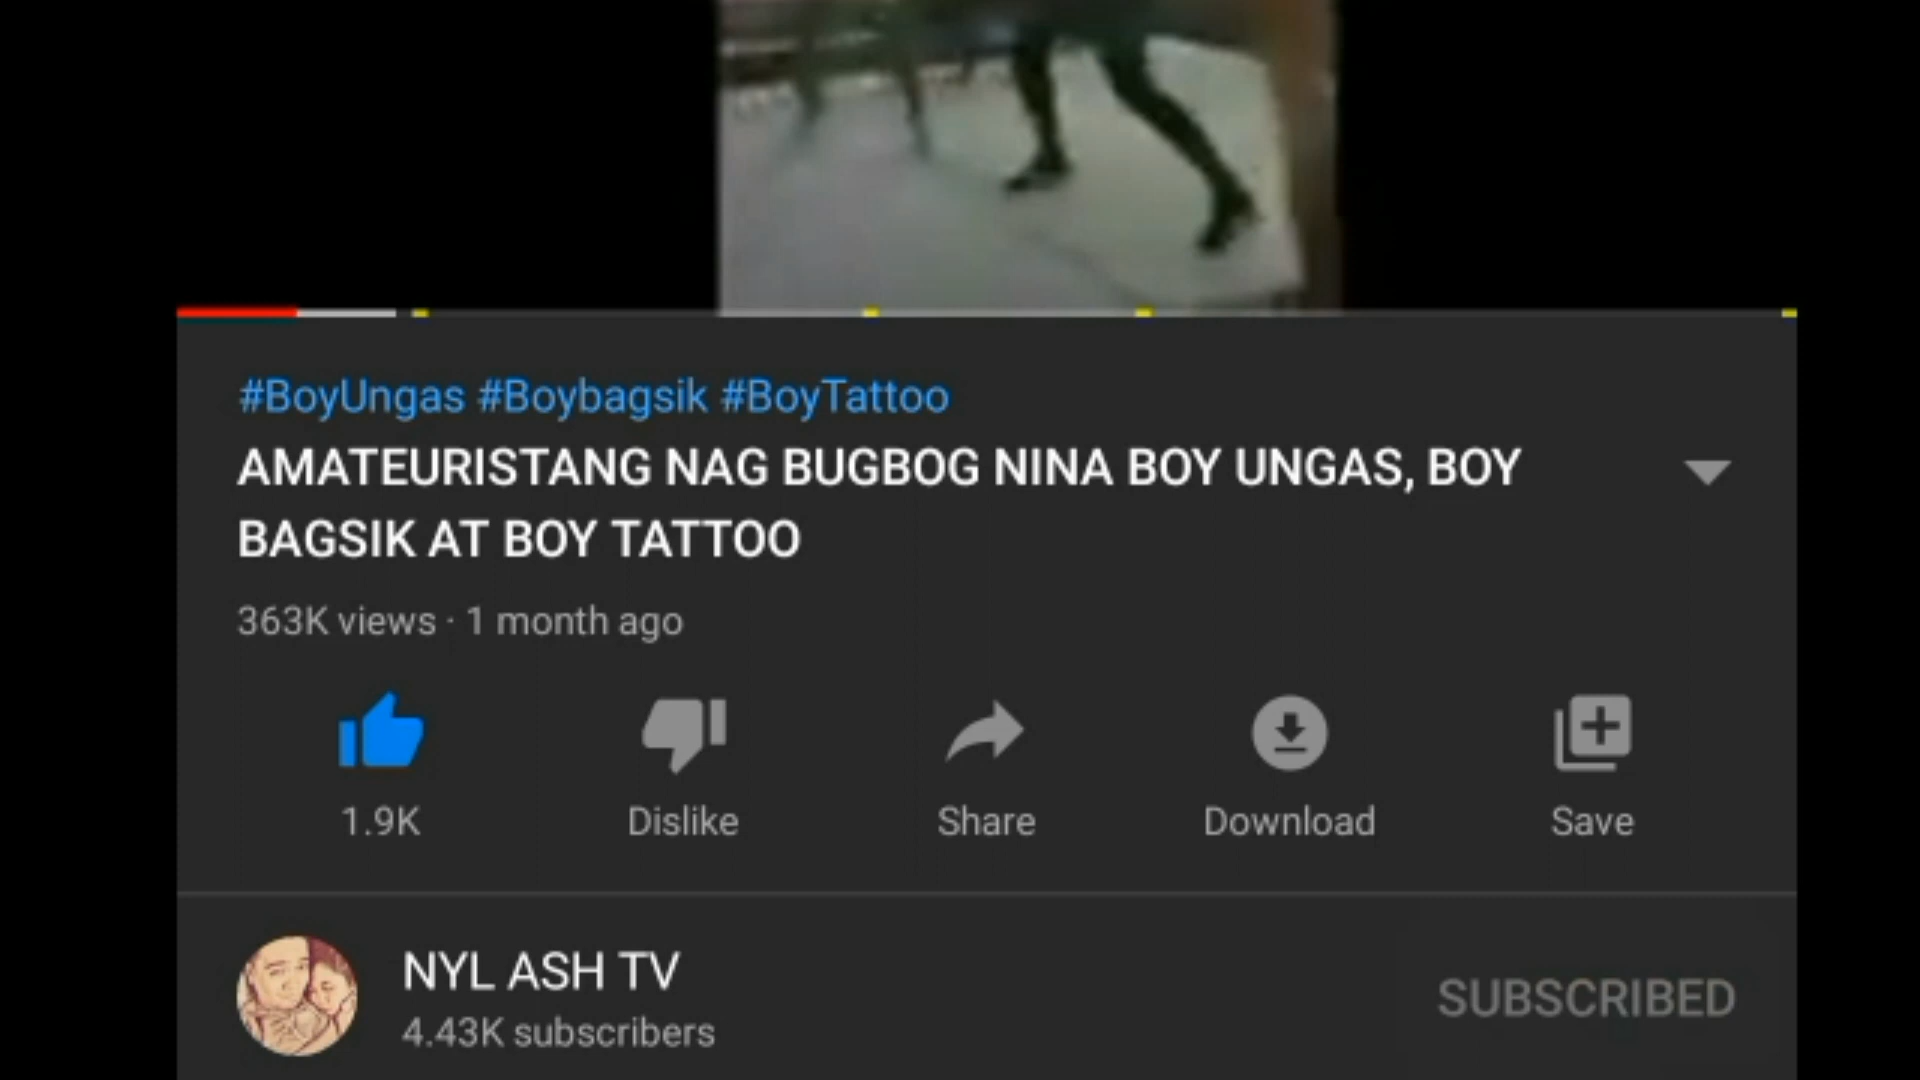 #BoyUngas #Boybagsik #BoyTattoo
AMATEURISTANG NAG BUGBOG NINA BOY UNGAS, BOY
BAGSIK AT BOY TATTOO
363K views · 1 month ago
1.9K
Dislike
Share
Download
Save
NYL ASH TV
4.43K subscribers
SUBSCRIBED